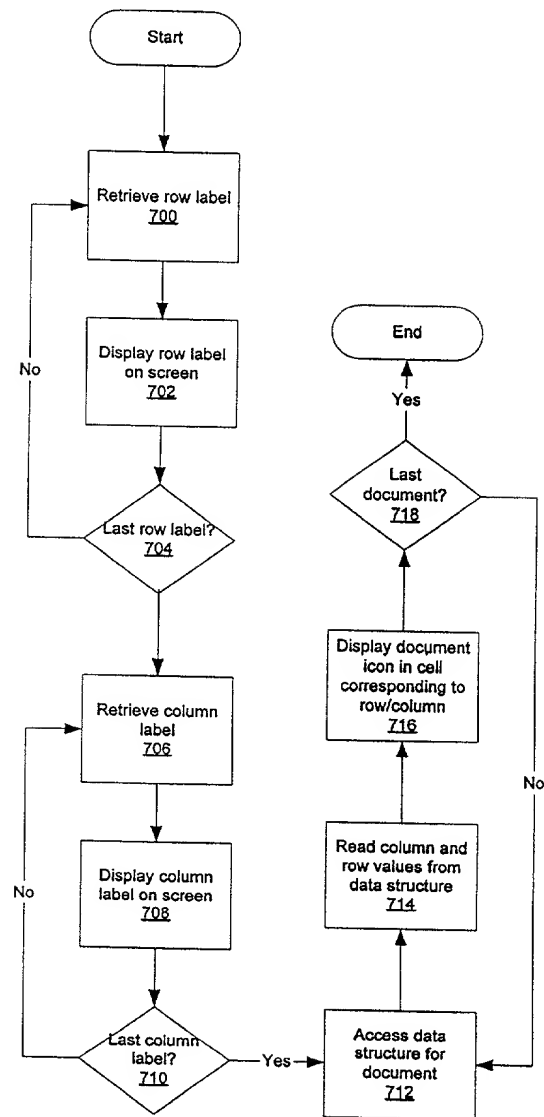 Start
Retrieve row label
700
Display row label
on screen
702
No
Last row label?
704
Retrieve column
label
706
Display column
label on screen
708
No
Last column
label?
710
Yes
Access data
structure for
document
712
Read column and
row values from
data structure
714
Display document
icon in cell
corresponding to
row/column
716
Last
document?
718
No
Yes
End